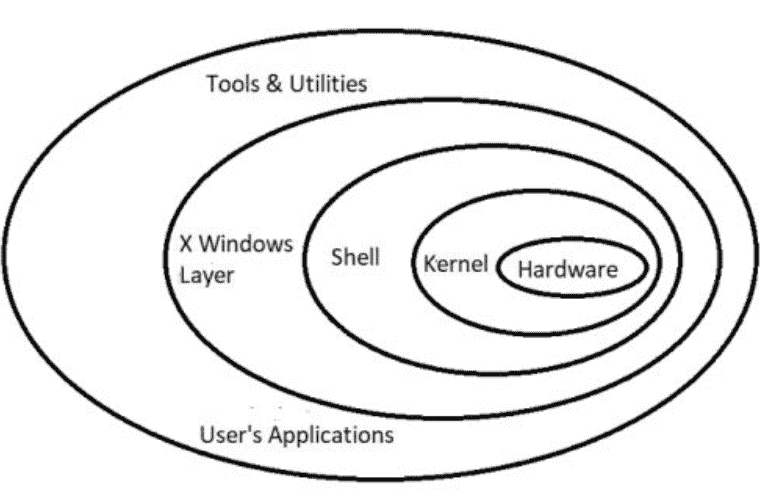 Tools & Utilities
X Windows
Layer
Shell
Kernel
Hardware
User's Applications